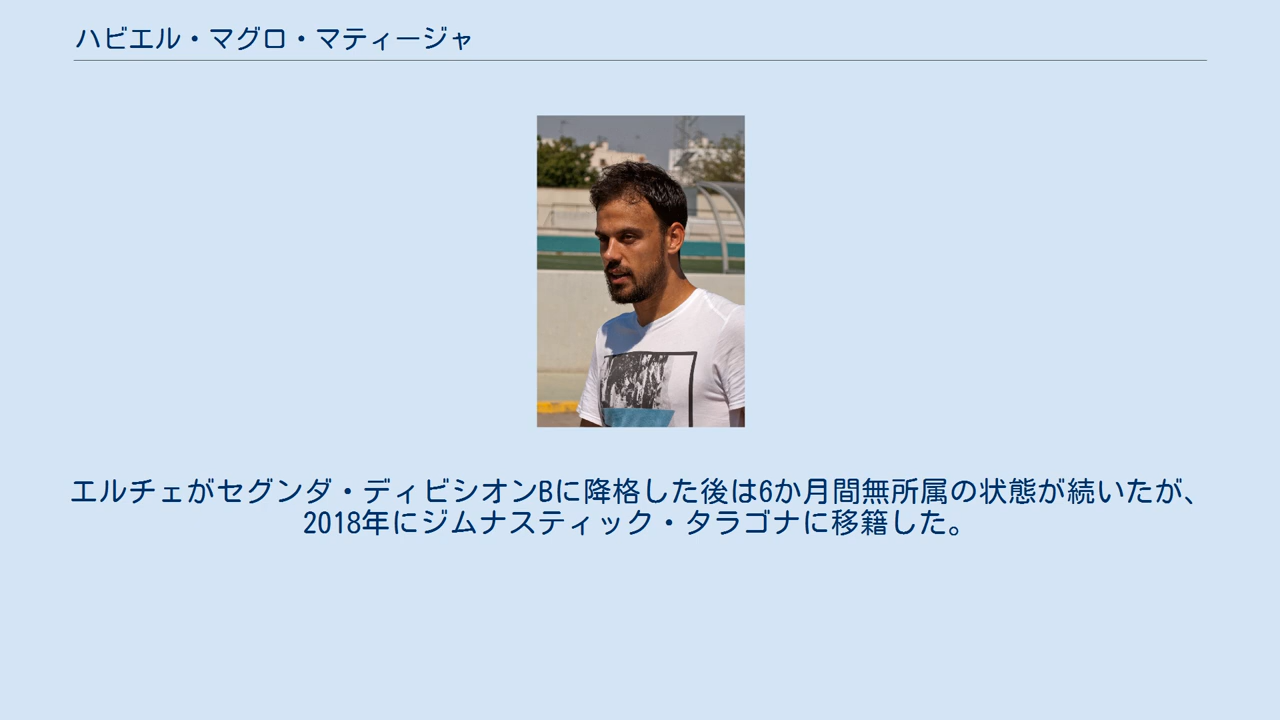 ハビエル・マグロ・マティージャ
エルチェがセグンダ・ディビシオンBに降格した後は6か月間無所属の状態が続いたが、
2018年にジムナスティック・タラゴナに移籍した。